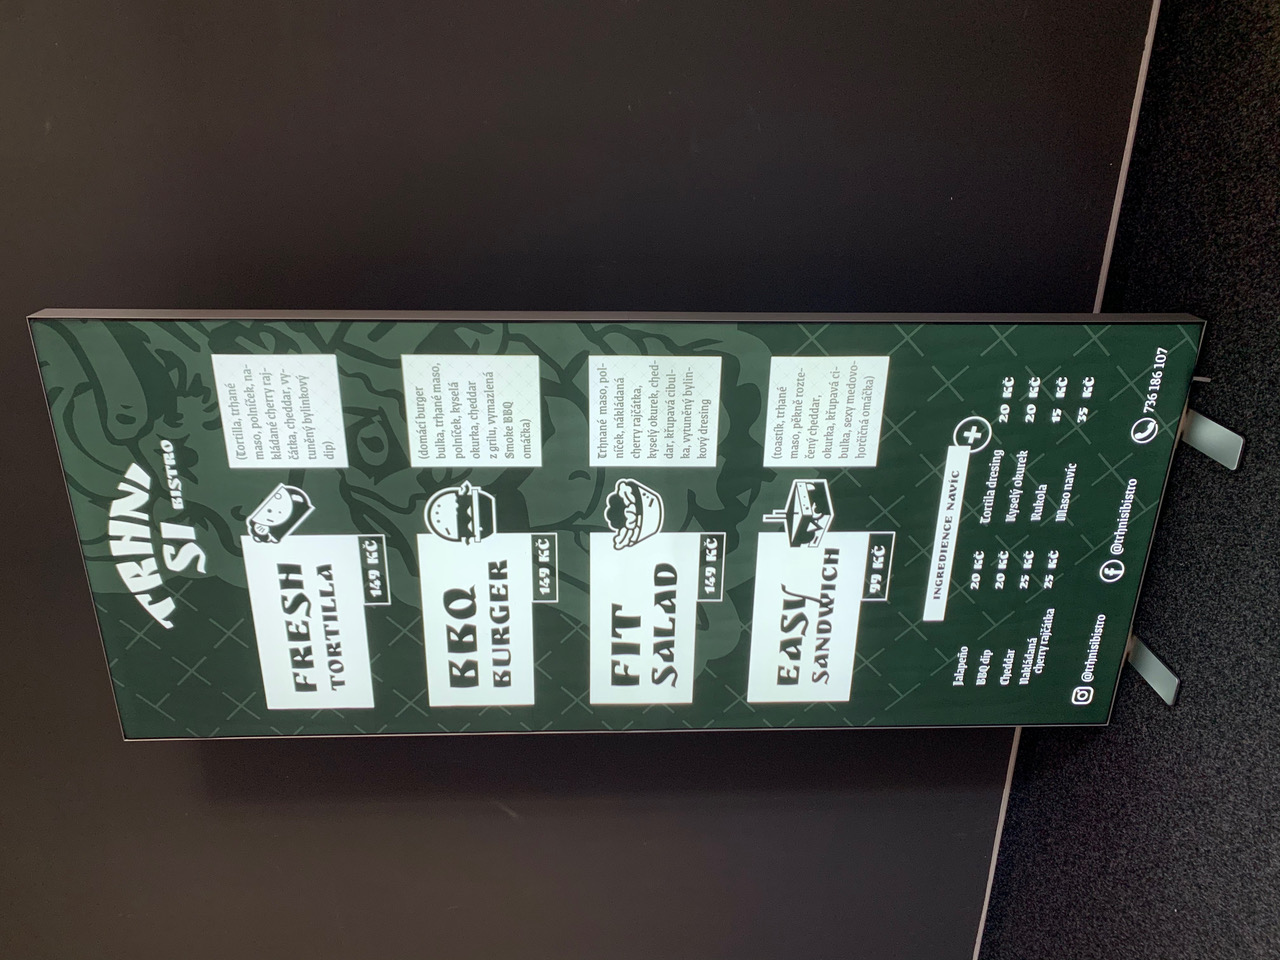 TRHNI
SI BISTRO
FRESH
TORTILLA
149 KČ
(Tortilla, trhané
maso, polníček, na-
kládané cherry raj-
čátka, cheddar, vy-
tuněný bylinkový
dip)
BBQ
BURGER
149 KČ
(domácí burger
bulka, trhané maso,
polníček, kyselá
okurka, cheddar
z grilu, vymazlená
Smoke BBQ
omáčka)
FIT
SALAD
149 KČ
Trhnané maso, pol-
níček, nakládaná
cherry rajčátka,
kyselý okurek, ched-
dar, křupavá cibul-
ka, vytuněný bylin-
kový dresing
EASY
SANDWICH
99 KČ
(toastík, trhané
maso, pěkně rozte-
čený cheddar,
okurka, křupavá ci-
bulka, sexy medovo-
hořčičná omáčka)
INGREDIENCE NAVÍC
Jalapeño 20 KČ
BBQ dip 20 KČ
Cheddar 25 KČ
Nakládaná
cherry rajčátka 25 KČ
Tortila dresing 20 KČ
Kyselý okurek 20 KČ
Rukola 15 KČ
Maso navíc 35 KČ
@trhnisibistro
@trhnisibistro
736 186 107